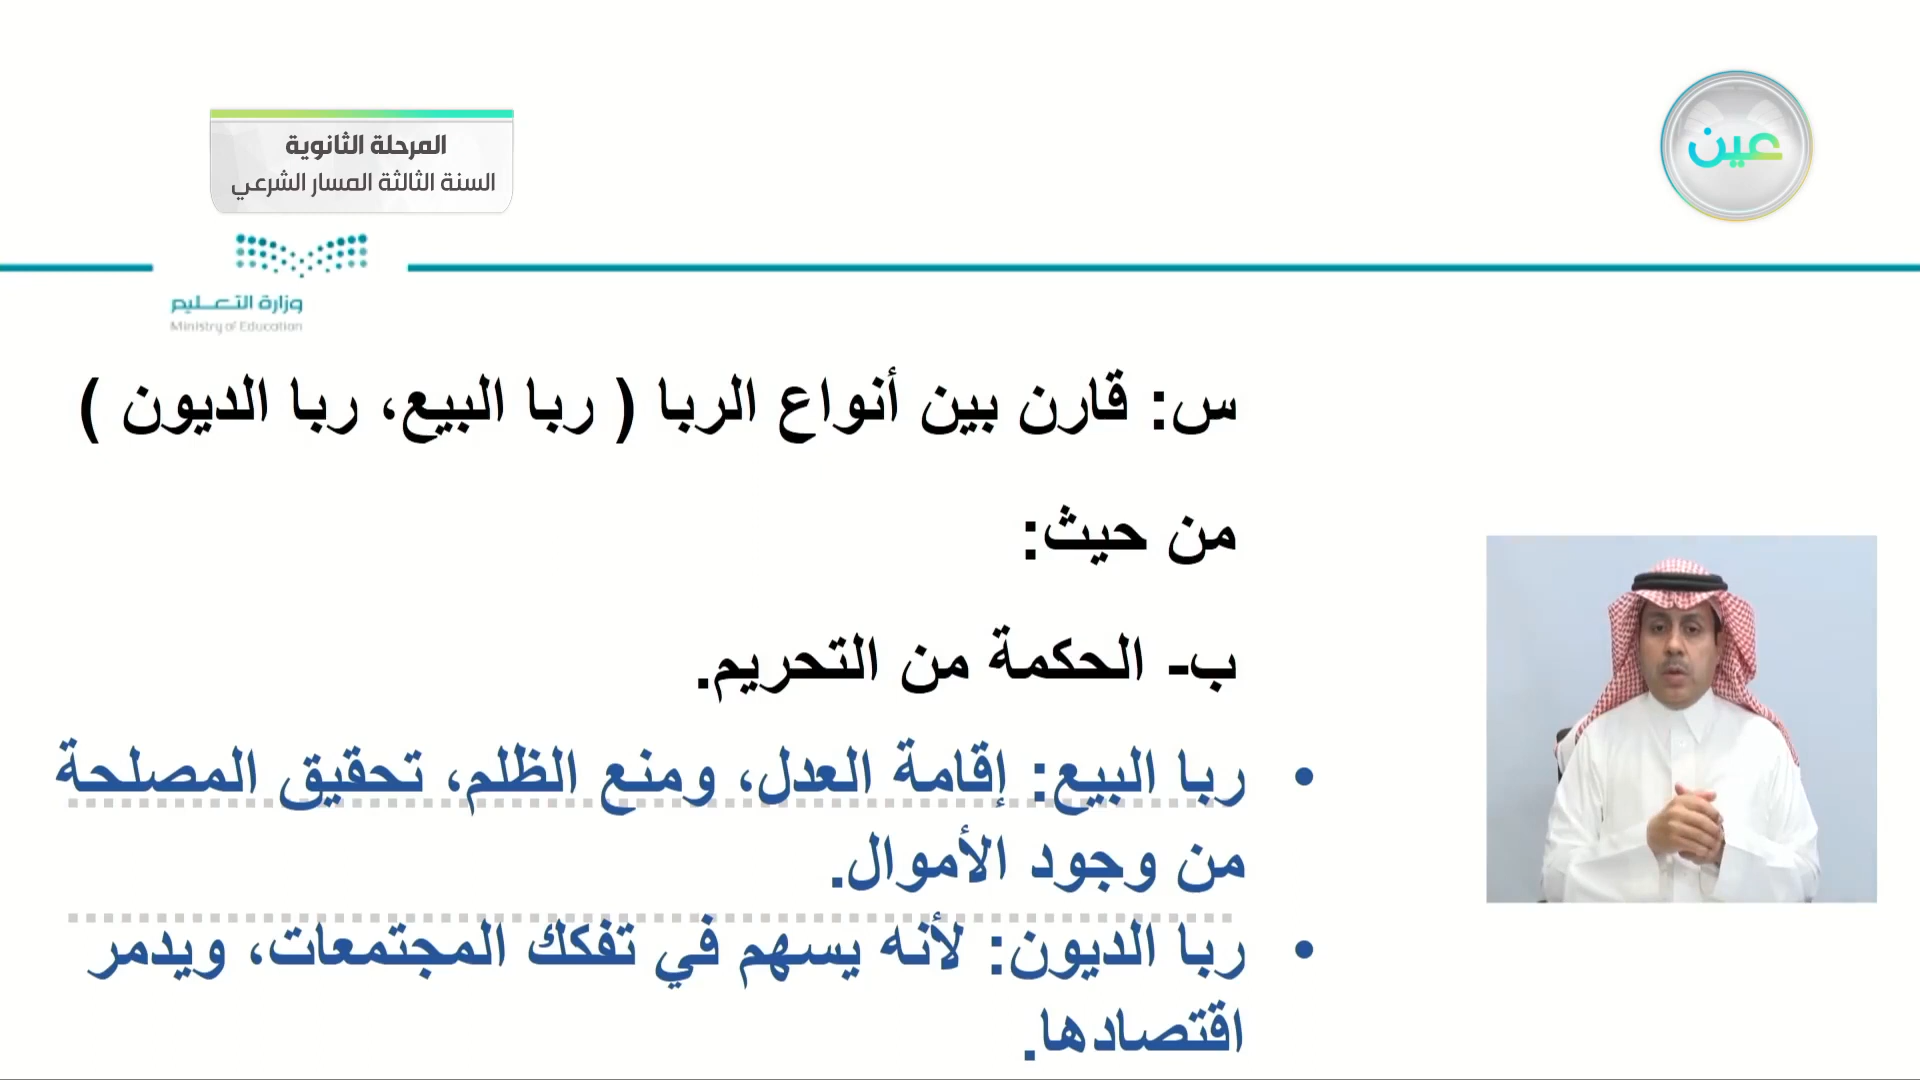 المرحلة الثانوية
السنة الثالثة المسار الشرعي
عين
وزارة التعليم
Ministry of Education
س: قارن بين أنواع الربا ( ربا البيع، ربا الديون )
من حيث:
ب- الحكمة من التحريم.
• ربا البيع: إقامة العدل، ومنع الظلم، تحقيق المصلحة
من وجود الأموال.
• ربا الديون: لأنه يسهم في تفكك المجتمعات، ويدمر
اقتصادها.